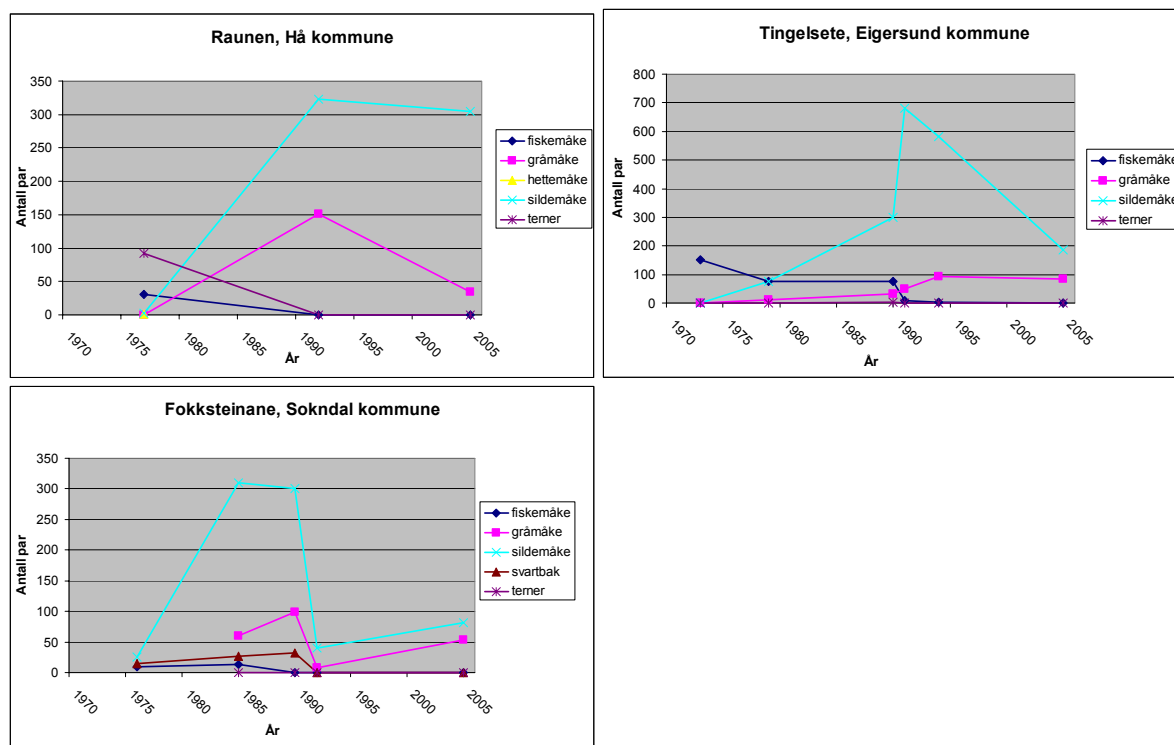 Raunen, Hå kommune
350
300
250
200
150
100
50
0
Antall par
1970
1975
1980
1985
1990
1995
2000
2005
År
fiskemåke
gråmåke
hettemåke
sildemåke
terner
Tingelsete, Eigersund kommune
800
700
600
500
400
300
200
100
0
Antall par
1970
1975
1980
1985
1990
1995
2000
2005
År
fiskemåke
gråmåke
sildemåke
terner
Fokksteinane, Sokndal kommune
350
300
250
200
150
100
50
0
Antall par
1970
1975
1980
1985
1990
1995
2000
2005
År
fiskemåke
gråmåke
sildemåke
svartbak
terner